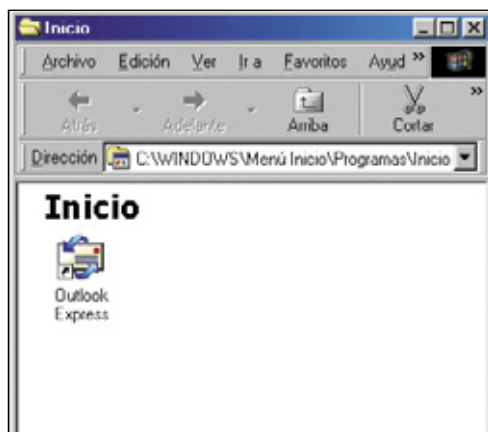 Inicio
Archivo Edición Ver Ir a Favoritos Ayud »
Atrás Adelante Arriba Cortar »
Dirección C:\WINDOWS\Menú Inicio\Programas\Inicio
Inicio
Outlook
Express